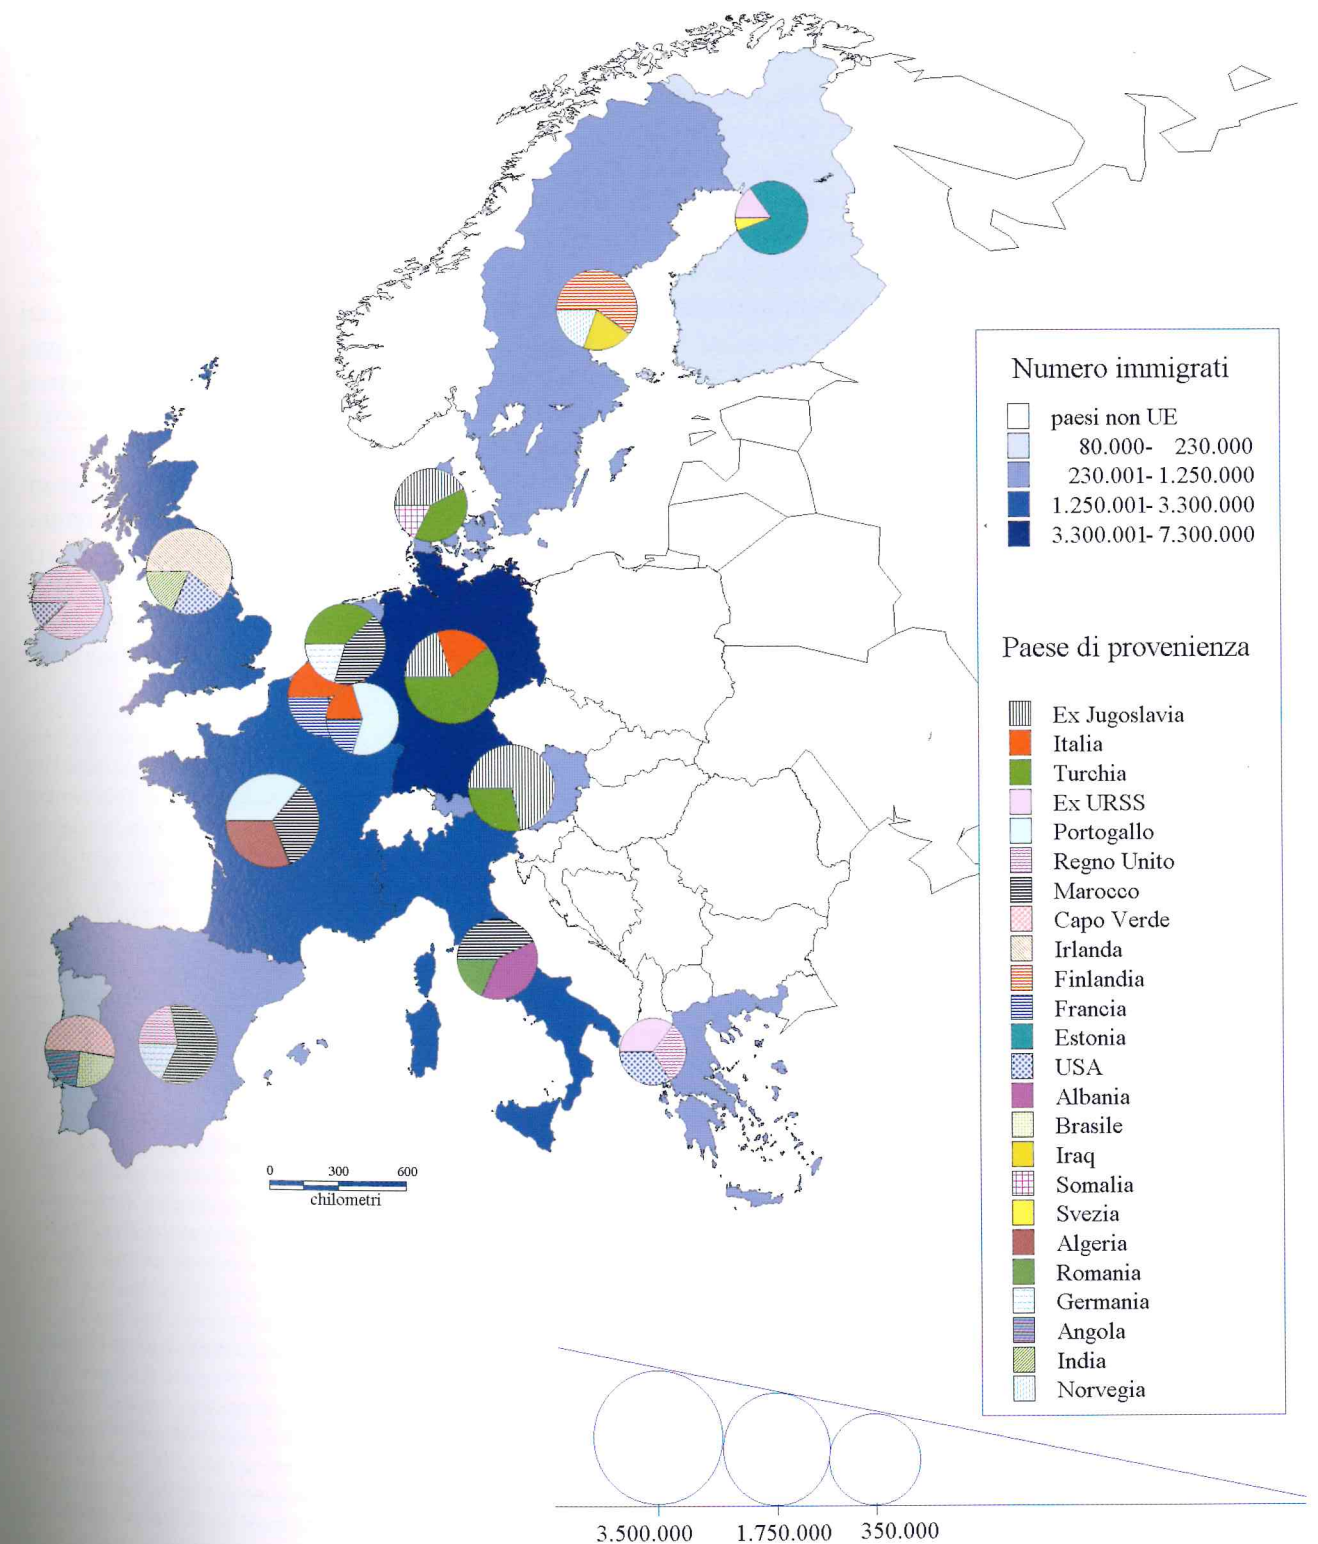 Numero immigrati
paesi non UE
80.000- 230.000
230.001- 1.250.000
1.250.001- 3.300.000
3.300.001- 7.300.000
Paese di provenienza
Ex Jugoslavia
Italia
Turchia
Ex URSS
Portogallo
Regno Unito
Marocco
Capo Verde
Irlanda
Finlandia
Francia
Estonia
USA
Albania
Brasile
Iraq
Somalia
Svezia
Algeria
Romania
Germania
Angola
India
Norvegia
0 300 600
chilometri
3.500.000 1.750.000 350.000